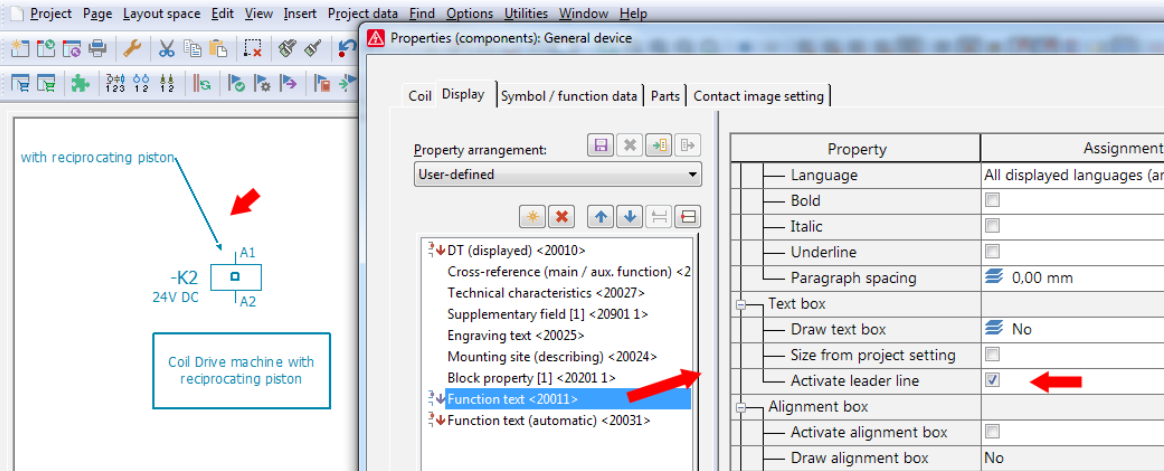 Project Page Layout space Edit View Insert Project data Find Options Utilities Window Help
Properties (components): General device
Coil Display Symbol / function data Parts Contact image setting
with reciprocating piston
A1
-K2
24V DC
A2
Coil Drive machine with
reciprocating piston
Property arrangement:
User-defined
DT (displayed) <20010>
Cross-reference (main / aux. function) <2
Technical characteristics <20027>
Supplementary field [1] <20901 1>
Engraving text <20025>
Mounting site (describing) <20024>
Block property [1] <20201 1>
Function text <20011>
Function text (automatic) <20031>
Property Assignment
Language All displayed languages (ar
Bold
Italic
Underline
Paragraph spacing 0,00 mm
Text box
Draw text box No
Size from project setting
Activate leader line
Alignment box
Activate alignment box
Draw alignment box No